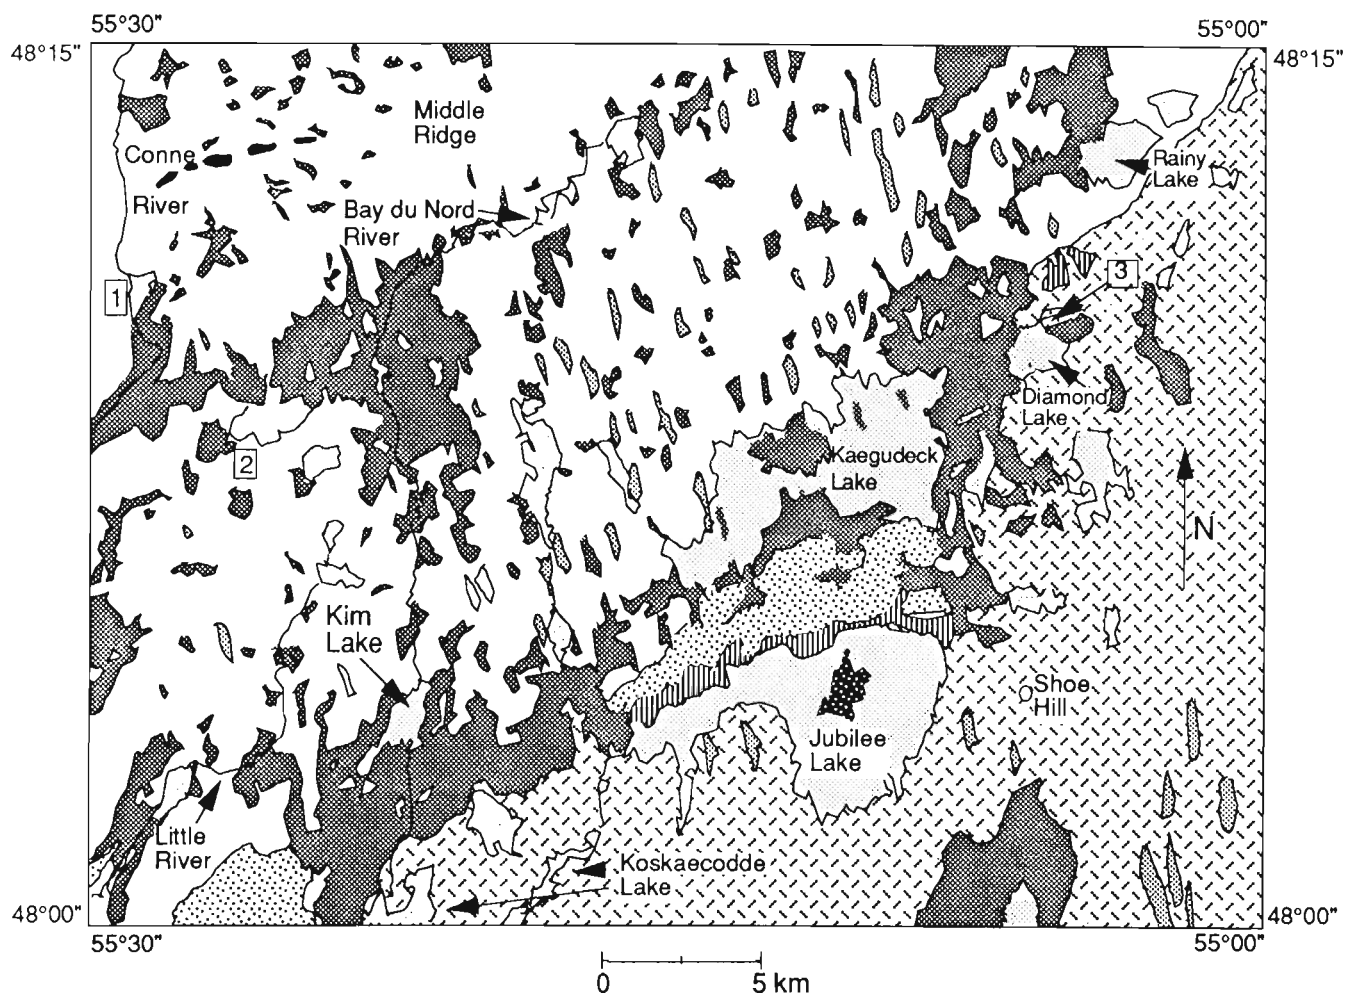 55°30"
55°00"
48°15"
48°15"
Middle
Ridge
Conne
River
Rainy
Lake
Bay du Nord
River
1
3
Diamond
Lake
Kaegudeck
Lake
2
N
Kim
Lake
Shoe
Hill
Jubilee
Lake
Little
River
Koskaecodde
Lake
48°00"
48°00"
55°30"
55°00"
0 5 km